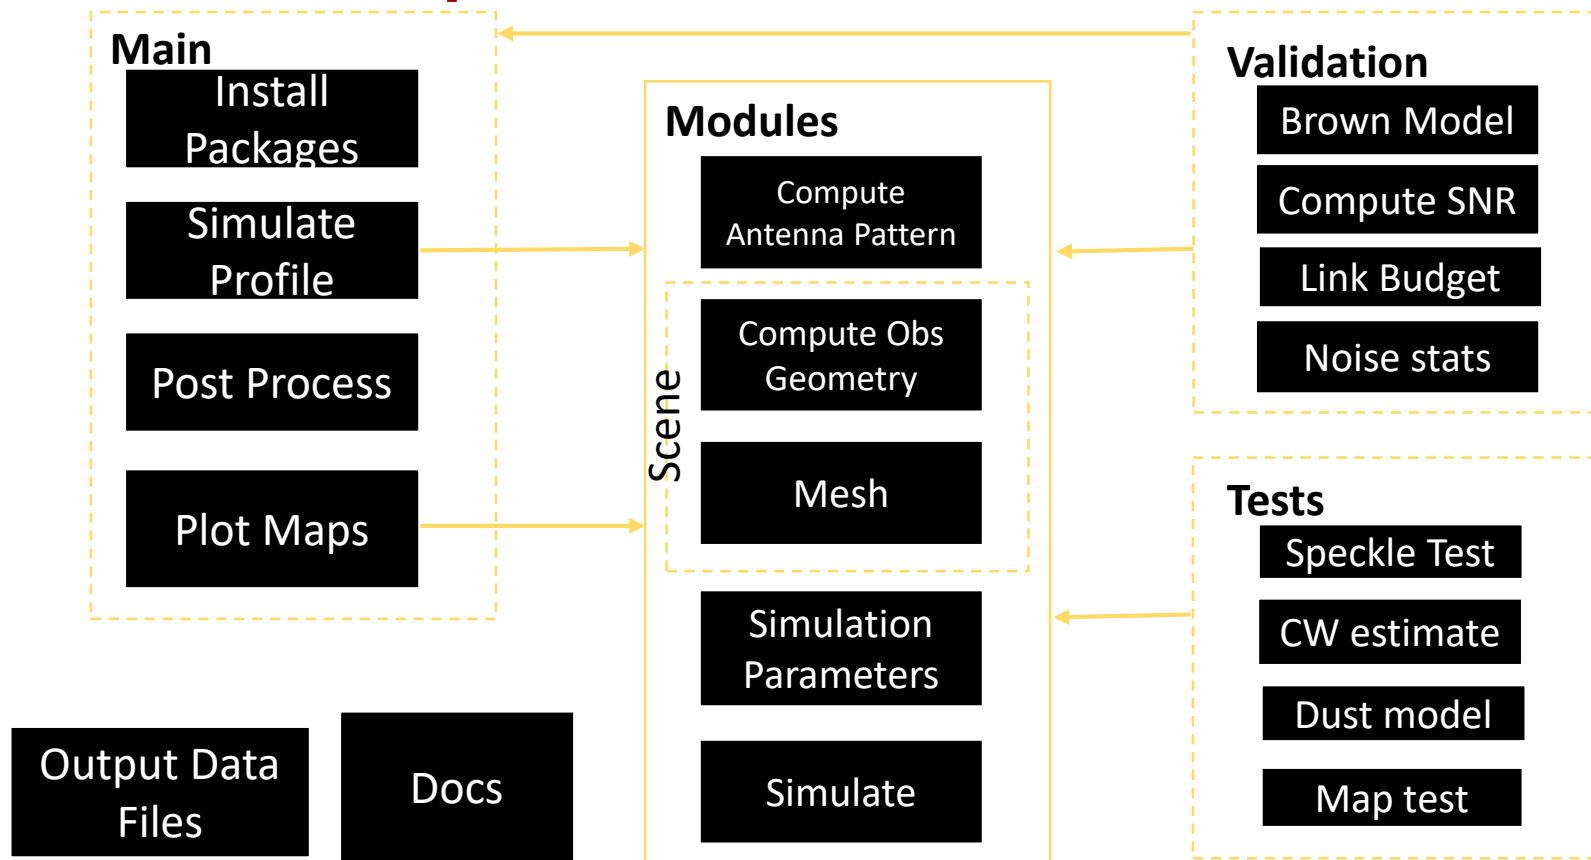 Main
Install
Packages
Simulate
Profile
Post Process
Plot Maps
Output Data
Files
Docs
Modules
Compute
Antenna Pattern
Scene
Compute Obs
Geometry
Mesh
Simulation
Parameters
Simulate
Validation
Brown Model
Compute SNR
Link Budget
Noise stats
Tests
Speckle Test
CW estimate
Dust model
Map test